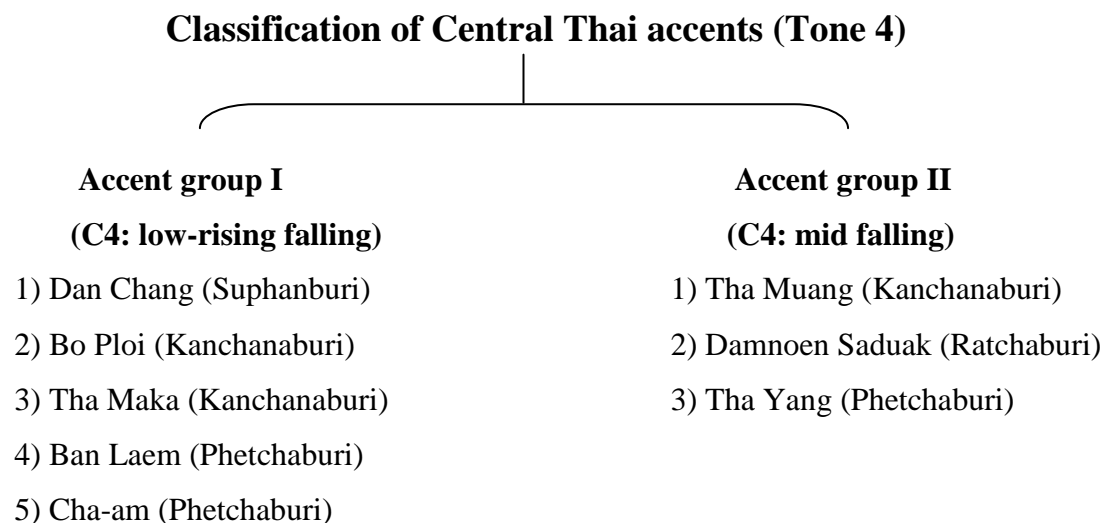 Classification of Central Thai accents (Tone 4)
Accent group I
(C4: low-rising falling)
1) Dan Chang (Suphanburi)
2) Bo Ploi (Kanchanaburi)
3) Tha Maka (Kanchanaburi)
4) Ban Laem (Phetchaburi)
5) Cha-am (Phetchaburi)
Accent group II
(C4: mid falling)
1) Tha Muang (Kanchanaburi)
2) Damnoen Saduak (Ratchaburi)
3) Tha Yang (Phetchaburi)